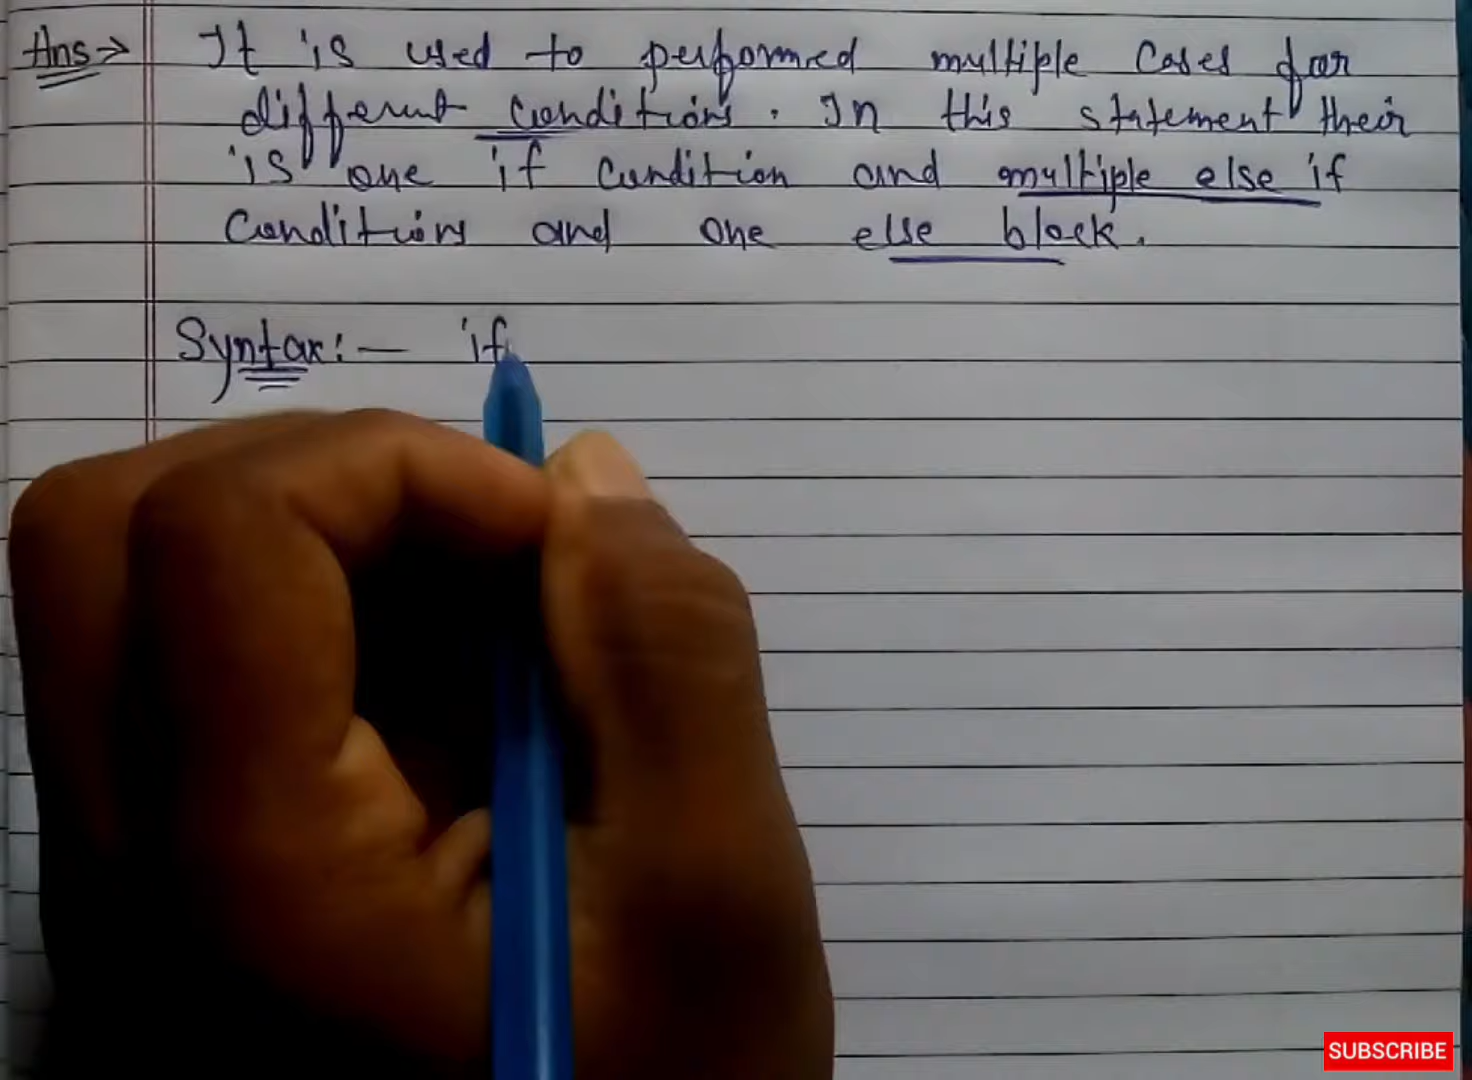 Ans→ It is used to performed multiple cases for
different conditions. In this statement their
is one if condition and multiple else if
Conditions and one else block.
Syntax:— if
SUBSCRIBE